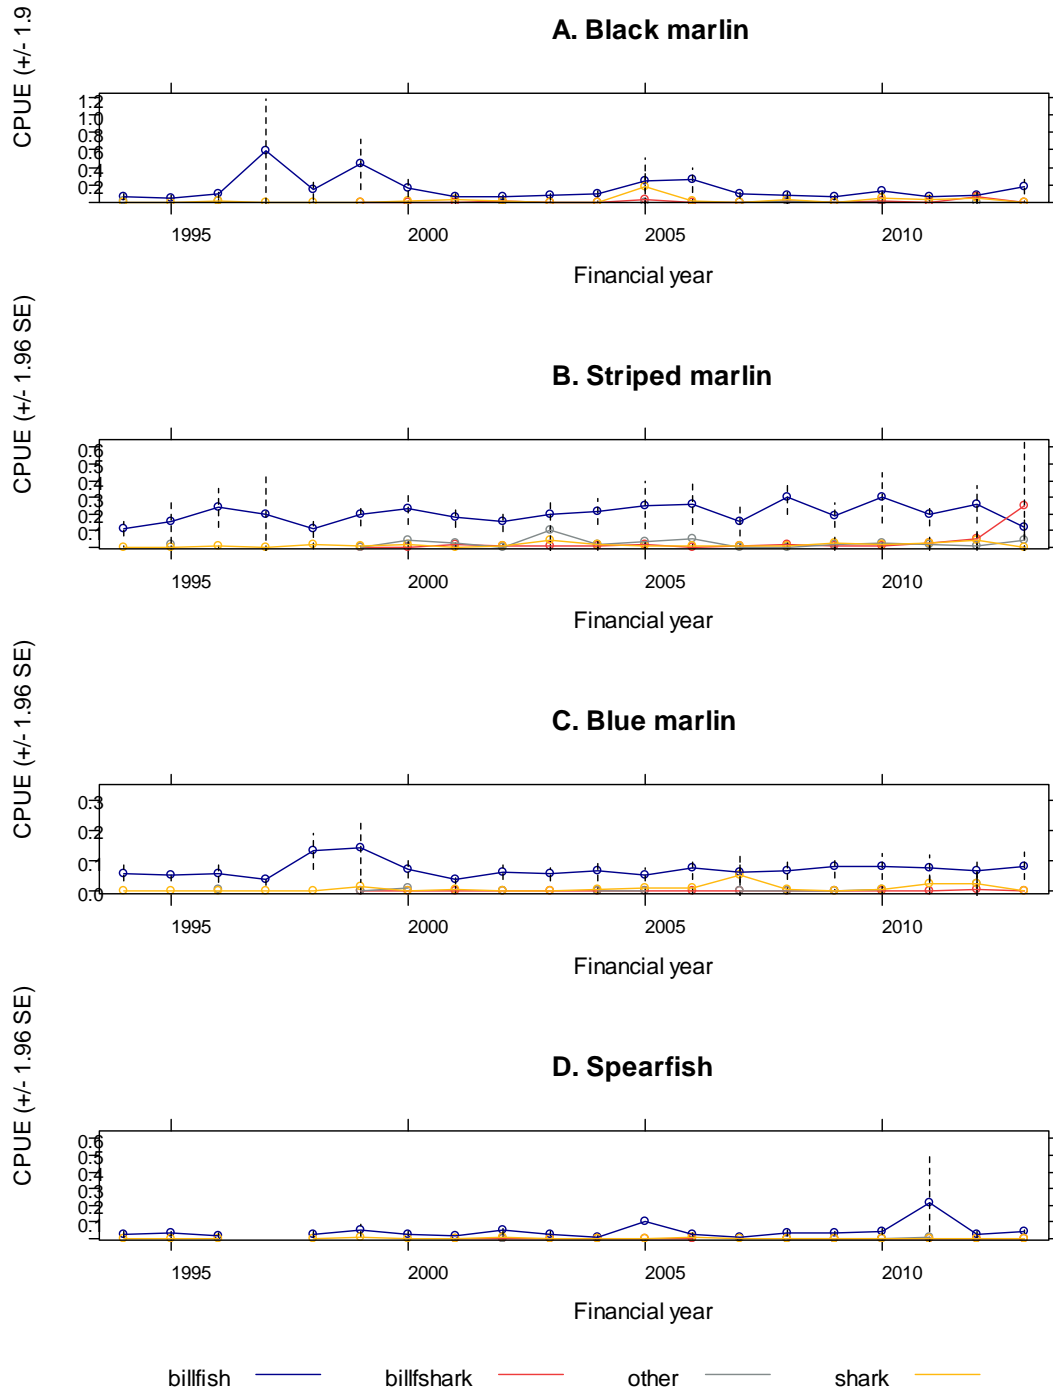 A. Black marlin
CPUE (+/- 1.9
1.2
1.0
0.8
0.6
0.4
0.2
1995 2000 2005 2010
Financial year
B. Striped marlin
CPUE (+/- 1.96 SE)
0.6
0.5
0.4
0.3
0.2
0.1
1995 2000 2005 2010
Financial year
C. Blue marlin
CPUE (+/- 1.96 SE)
0.3
0.2
0.1
0.0
1995 2000 2005 2010
Financial year
D. Spearfish
CPUE (+/- 1.96 SE)
0.6
0.5
0.4
0.3
0.2
0.1
1995 2000 2005 2010
Financial year
billfish billfshark other shark